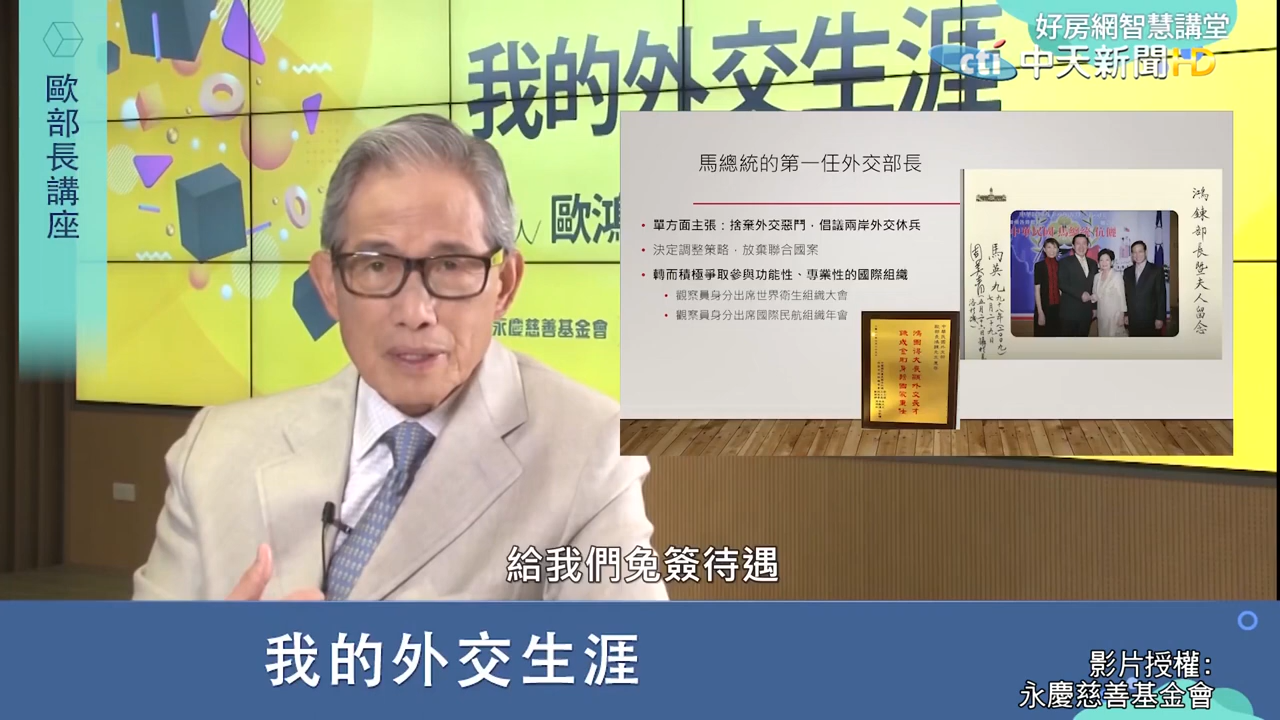 好房網智慧講堂
cti 中天新聞HD
歐部長講座
我的外交生涯
人/ 歐鴻
永慶慈善基金會
馬總統的第一任外交部長
• 單方面主張：捨棄外交惡鬥，倡議兩岸外交休兵
• 決定調整策略，放棄聯合國案
• 轉而積極爭取參與功能性、專業性的國際組織
• 觀察員身分出席世界衛生組織大會
• 觀察員身分出席國際民航組織年會
鴻鍊部長暨夫人留念
馬英九
給我們免簽待遇
我的外交生涯
影片授權:
永慶慈善基金會